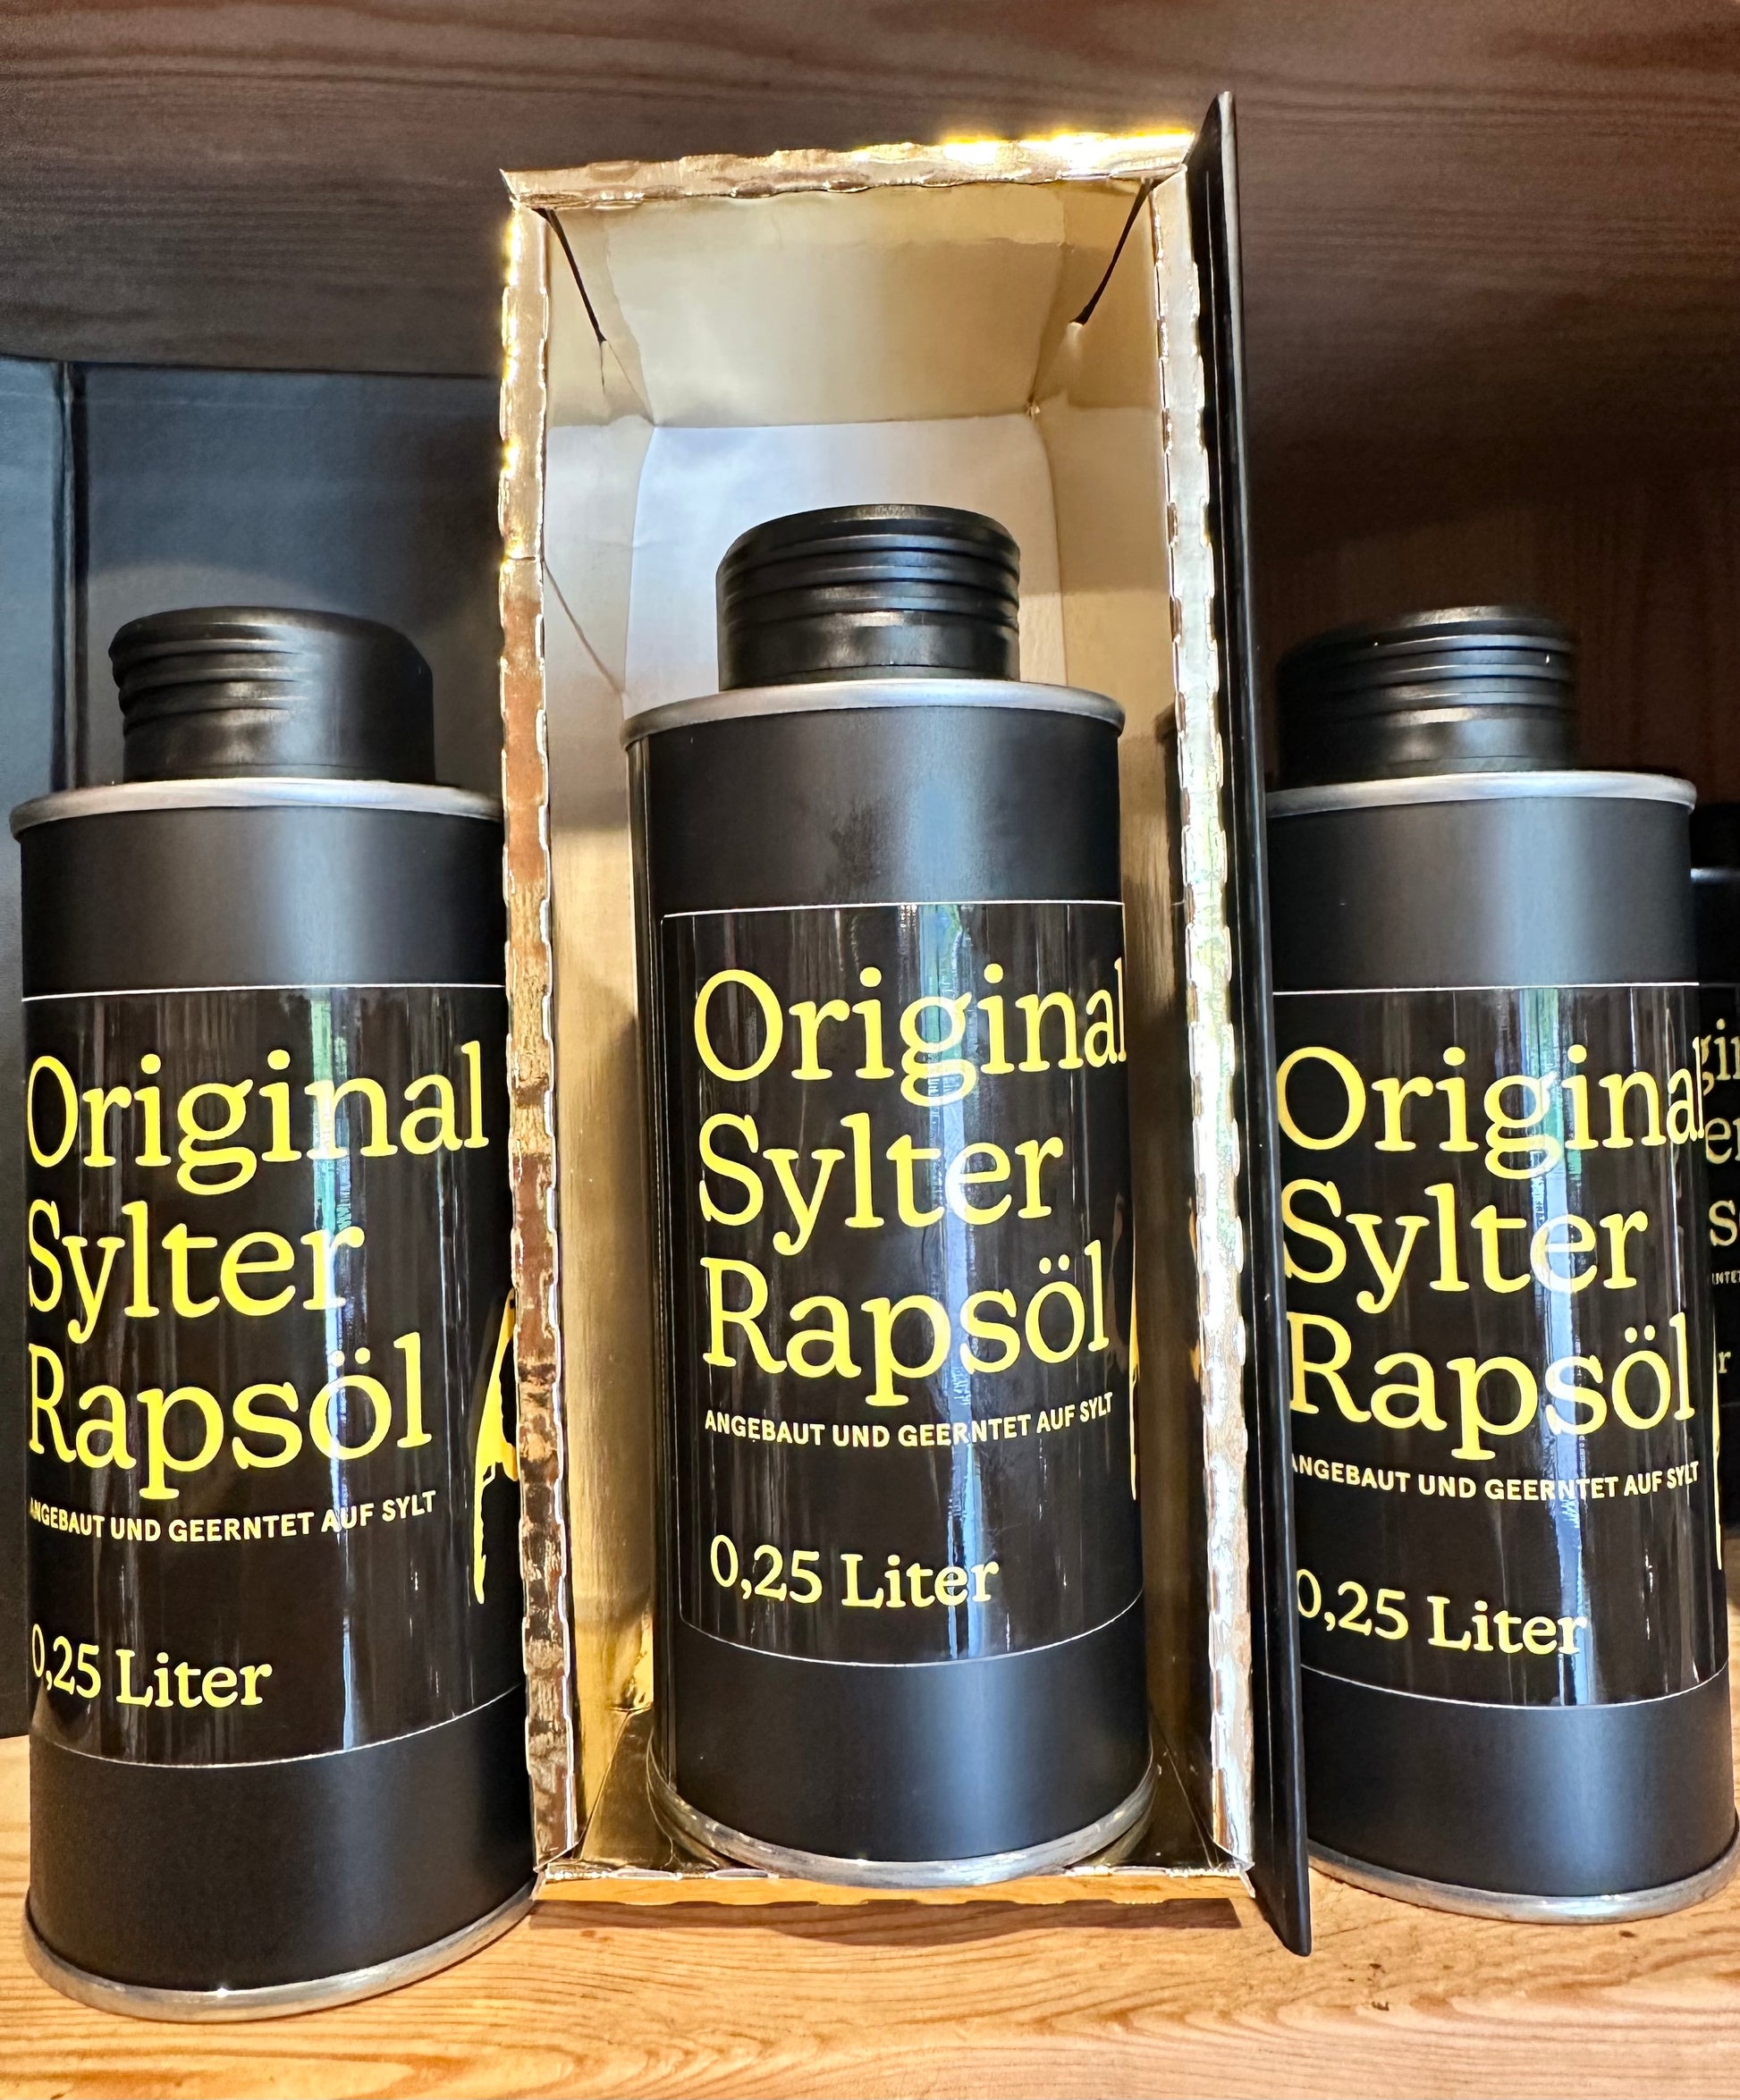 Original
Sylter
Rapsöl
ANGEBAUT UND GEERNTET AUF SYLT
0,25 Liter
Original
Sylter
Rapsöl
ANGEBAUT UND GEERNTET AUF SYLT
0,25 Liter
Original
Sylter
Rapsöl
ANGEBAUT UND GEERNTET AUF SYLT
0,25 Liter